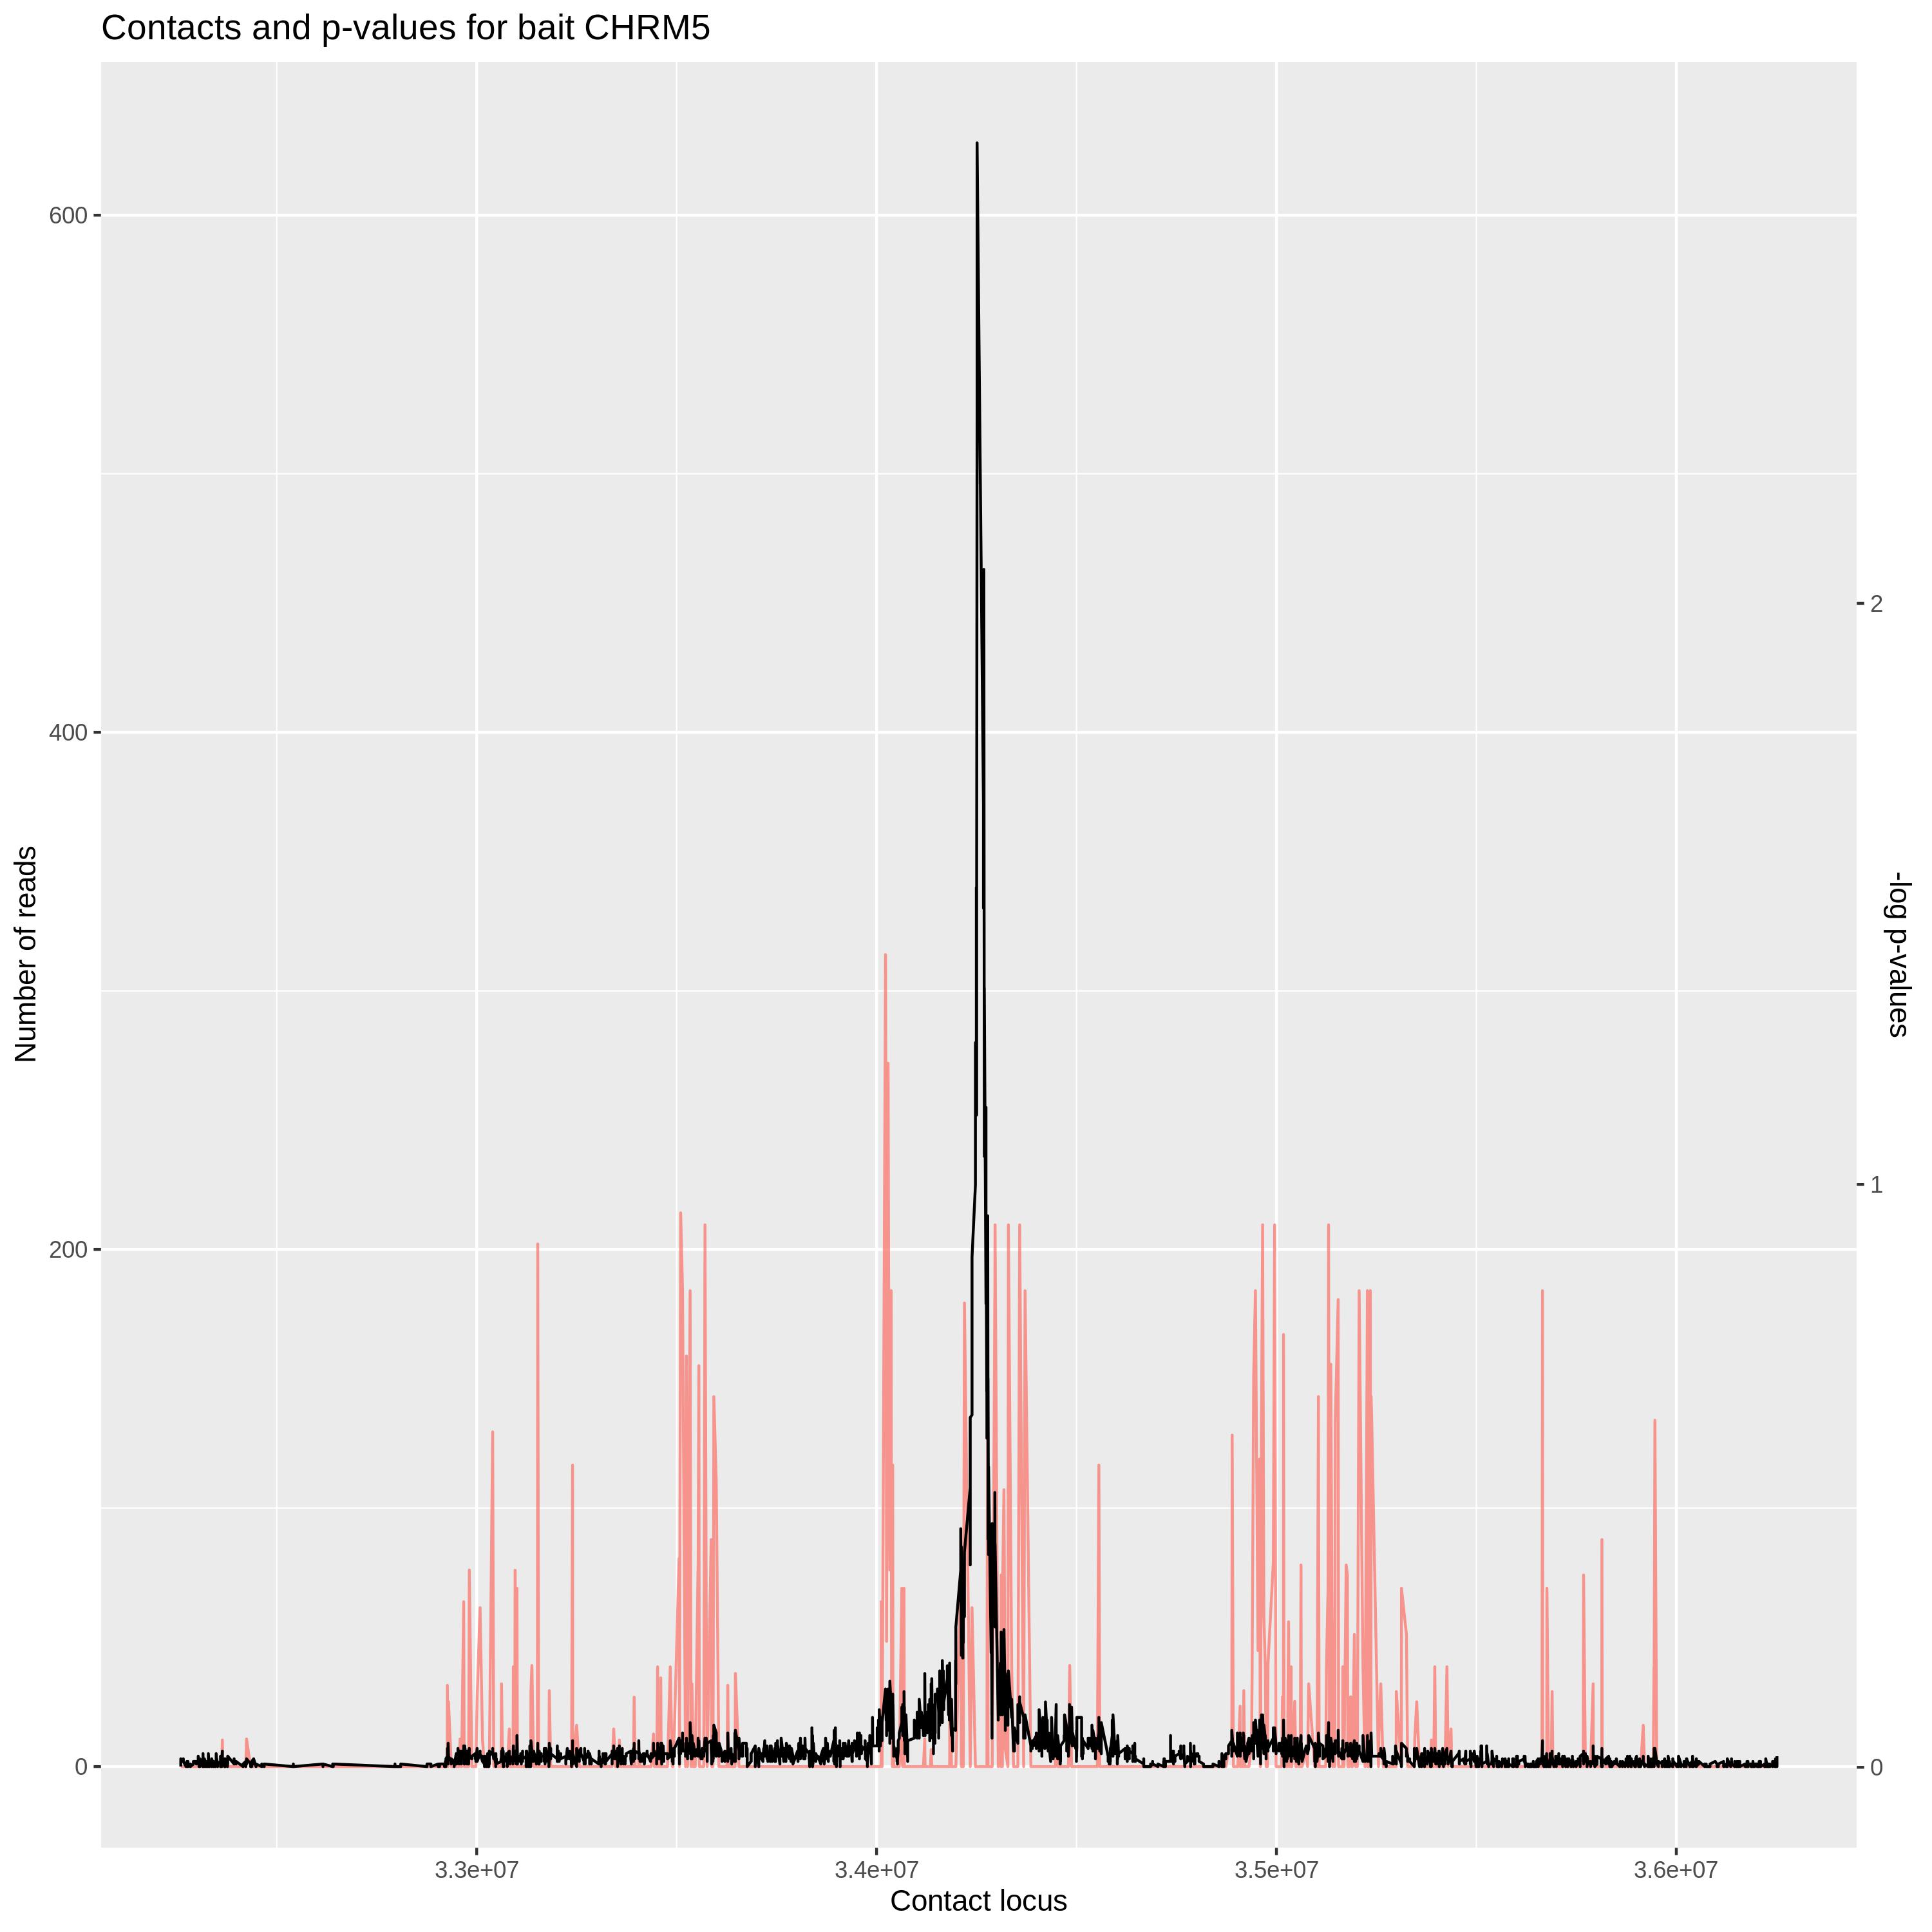 Contacts and p-values for bait CHRM5
600
400
200
0
Number of reads
2
1
0
-log p-values
3.3e+07
3.4e+07
3.5e+07
3.6e+07
Contact locus